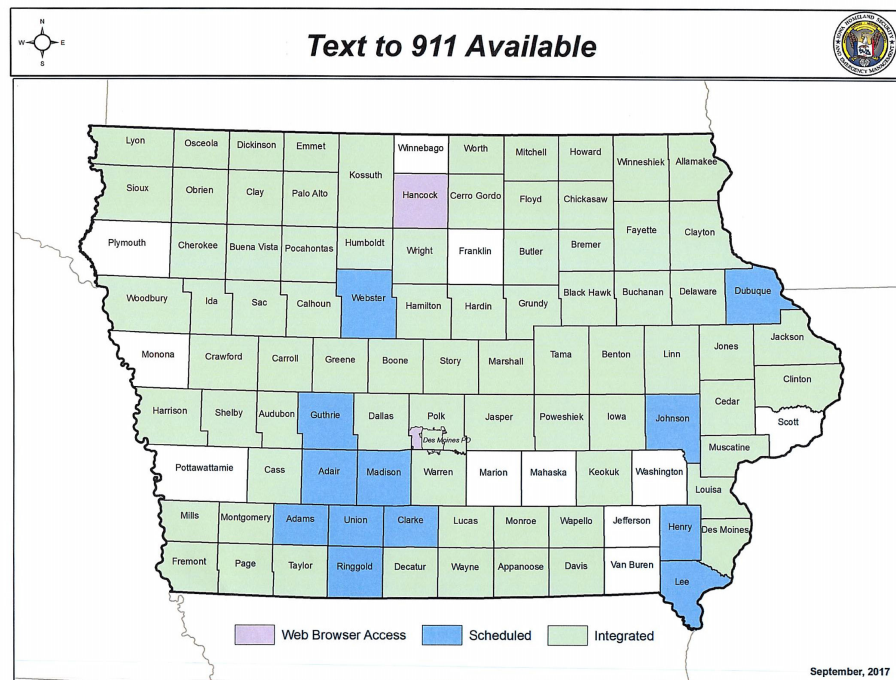 N
W E
S
Text to 911 Available
IOWA HOMELAND SECURITY
AND EMERGENCY MANAGEMENT
Lyon Osceola Dickinson Emmet Kossuth Winnebago Worth Mitchell Howard Winneshiek Allamakee
Sioux Obrien Clay Palo Alto Hancock Cerro Gordo Floyd Chickasaw
Plymouth Cherokee Buena Vista Pocahontas Humboldt Wright Franklin Butler Bremer Fayette Clayton
Woodbury Ida Sac Calhoun Webster Hamilton Hardin Grundy Black Hawk Buchanan Delaware Dubuque
Monona Crawford Carroll Greene Boone Story Marshall Tama Benton Linn Jones Jackson
Clinton
Harrison Shelby Audubon Guthrie Dallas Polk Jasper Poweshiek Iowa Johnson Cedar Scott
Des Moines PD
Muscatine
Pottawattamie Cass Adair Madison Warren Marion Mahaska Keokuk Washington Louisa
Mills Montgomery Adams Union Clarke Lucas Monroe Wapello Jefferson Henry Des Moines
Fremont Page Taylor Ringgold Decatur Wayne Appanoose Davis Van Buren Lee
Web Browser Access Scheduled Integrated
September, 2017